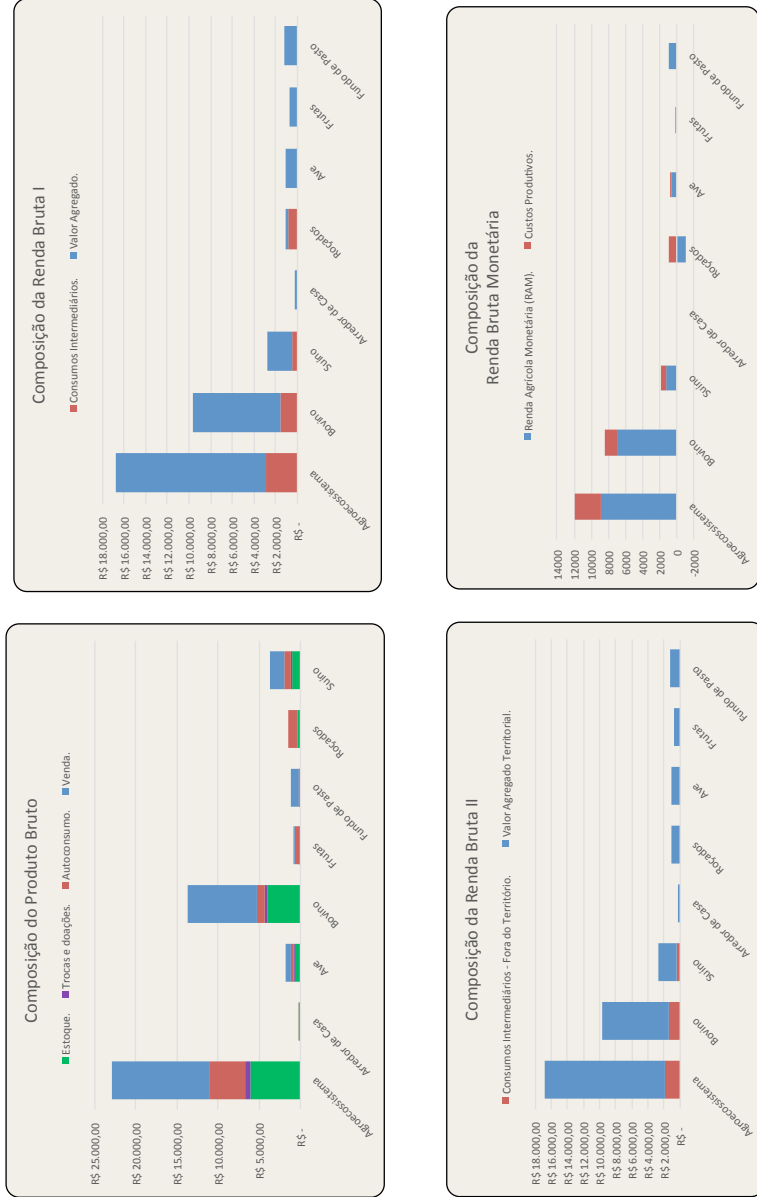 Composição do Produto Bruto
Estoque. Trocas e doações. Autoconsumo. Venda.
R$ 25.000,00
R$ 20.000,00
R$ 15.000,00
R$ 10.000,00
R$ 5.000,00
R$ -
Agroecossistema
Arredor de Casa
Ave
Bovino
Frutas
Fundo de Pasto
Roçados
Suíno
Composição da Renda Bruta I
Consumos Intermediários. Valor Agregado.
R$ 18.000,00
R$ 16.000,00
R$ 14.000,00
R$ 12.000,00
R$ 10.000,00
R$ 8.000,00
R$ 6.000,00
R$ 4.000,00
R$ 2.000,00
R$ -
Agroecossistema
Bovino
Suíno
Arredor de Casa
Roçados
Ave
Frutas
Fundo de Pasto
Composição da Renda Bruta II
Consumos Intermediários - Fora do Território. Valor Agregado Territorial.
R$ 18.000,00
R$ 16.000,00
R$ 14.000,00
R$ 12.000,00
R$ 10.000,00
R$ 8.000,00
R$ 6.000,00
R$ 4.000,00
R$ 2.000,00
R$ -
Agroecossistema
Bovino
Suíno
Arredor de Casa
Roçados
Ave
Frutas
Fundo de Pasto
Composição da
Renda Bruta Monetária
Renda Agrícola Monetária (RAM). Custos Produtivos.
14000
12000
10000
8000
6000
4000
2000
0
-2000
Agroecossistema
Bovino
Suíno
Arredor de Casa
Roçados
Ave
Frutas
Fundo de Pasto